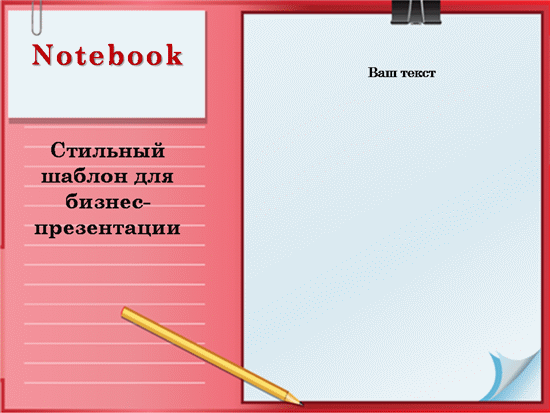 Notebook
Стильный
шаблон для
бизнес-
презентации
Ваш текст